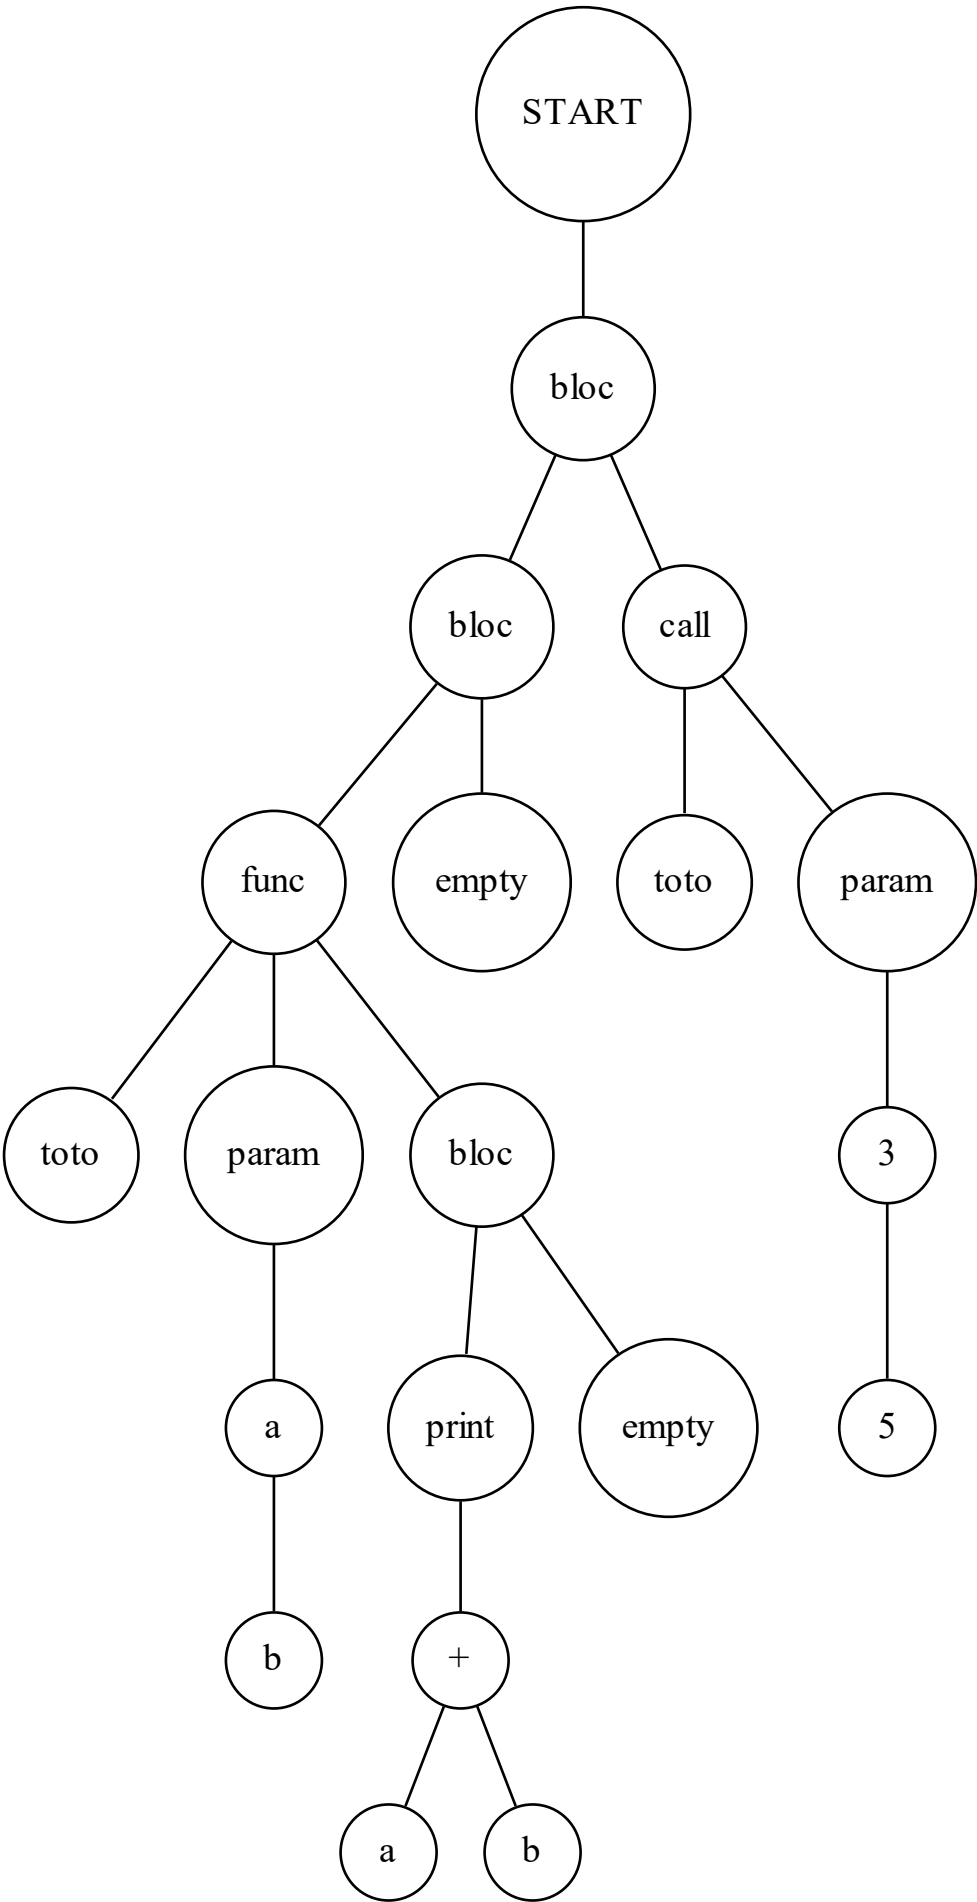 START
bloc
bloc
call
func
empty
toto
param
toto
param
bloc
3
a
print
empty
5
b
+
a
b